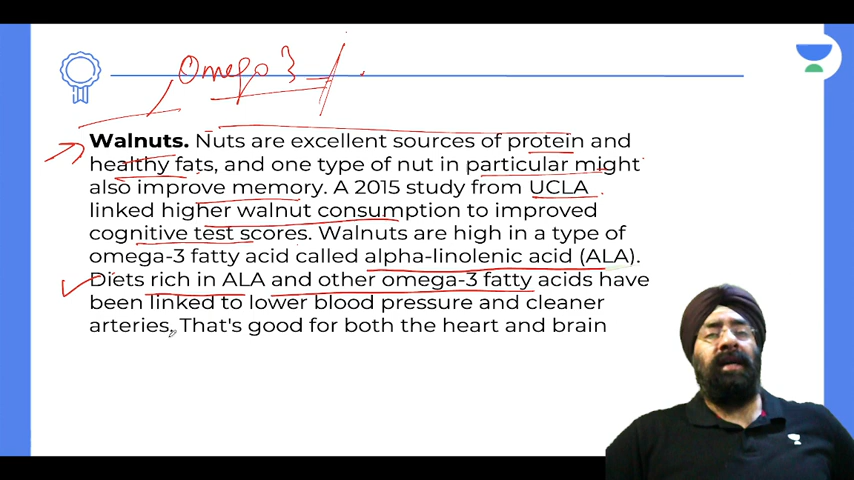 Omega 3
Walnuts. Nuts are excellent sources of protein and
healthy fats, and one type of nut in particular might
also improve memory. A 2015 study from UCLA
linked higher walnut consumption to improved
cognitive test scores. Walnuts are high in a type of
omega-3 fatty acid called alpha-linolenic acid (ALA).
Diets rich in ALA and other omega-3 fatty acids have
been linked to lower blood pressure and cleaner
arteries. That's good for both the heart and brain